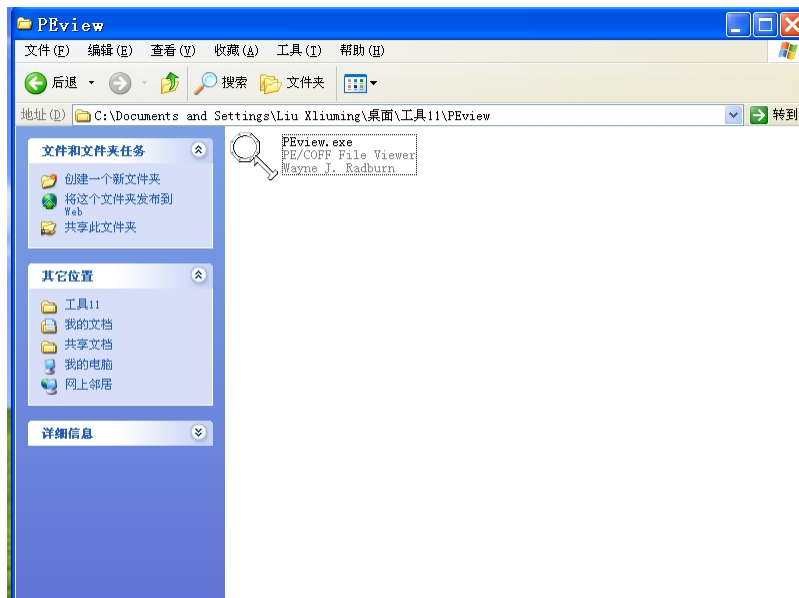 PEview
文件(F) 编辑(E) 查看(V) 收藏(A) 工具(T) 帮助(H)
后退 搜索 文件夹
地址(D) C:\Documents and Settings\Liu Xliuming\桌面\工具11\PEview 转到
文件和文件夹任务
创建一个新文件夹
将这个文件夹发布到
Web
共享此文件夹
其它位置
工具11
我的文档
共享文档
我的电脑
网上邻居
详细信息
PEview.exe
PE/COFF File Viewer
Wayne J. Radburn